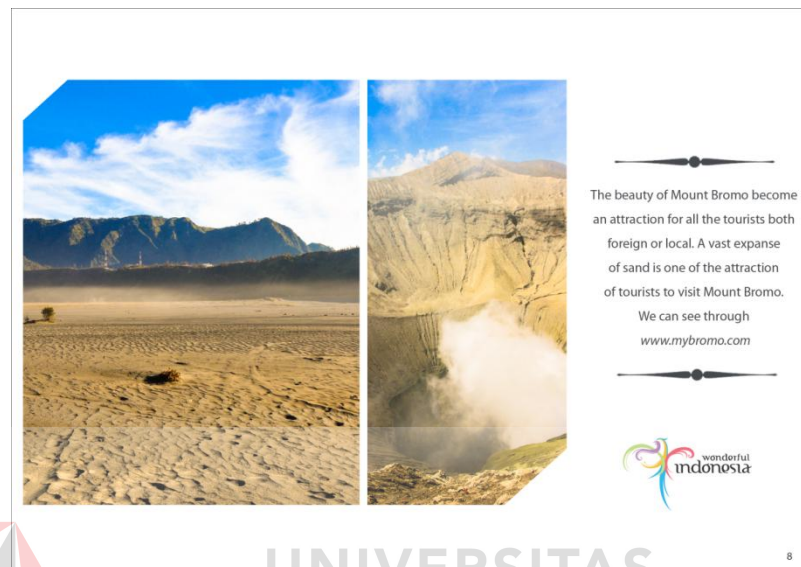 The beauty of Mount Bromo become
an attraction for all the tourists both
foreign or local. A vast expanse
of sand is one of the attraction
of tourists to visit Mount Bromo.
We can see through
www.mybromo.com
wonderful
indonesia
8
UNIVERSITAS